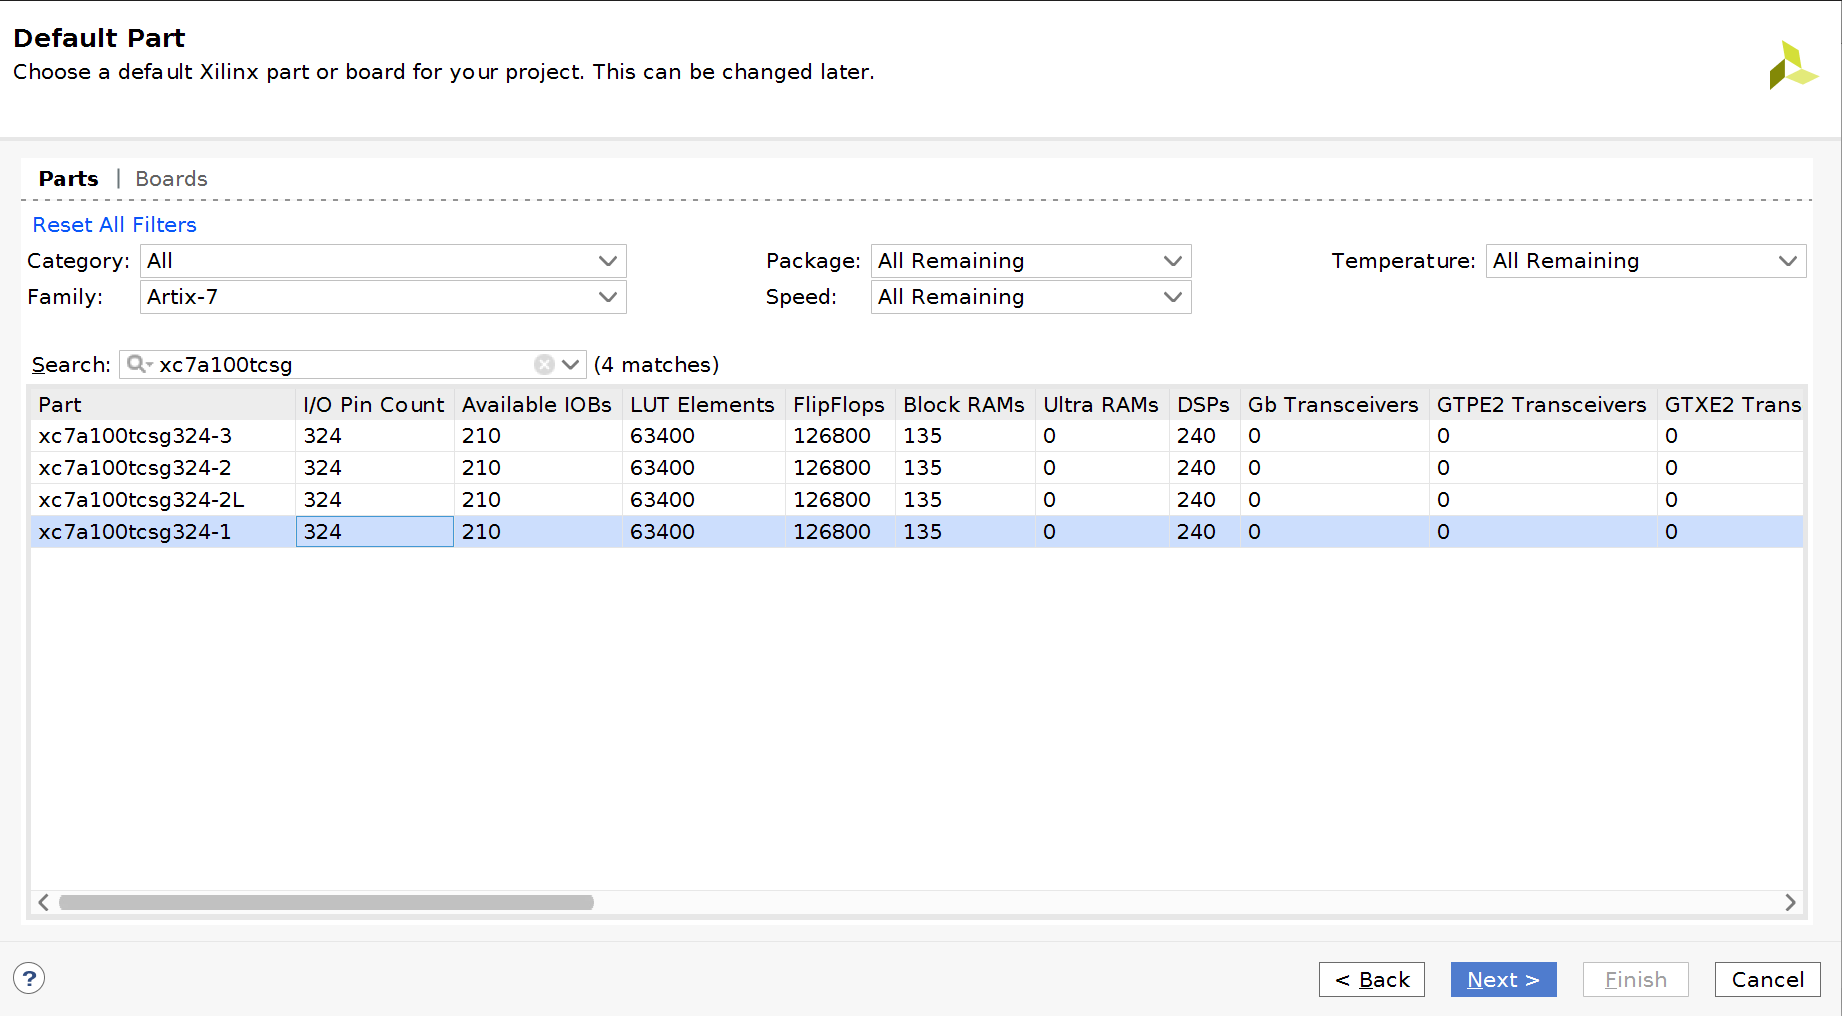 Default Part
Choose a default Xilinx part or board for your project. This can be changed later.
Parts | Boards
Reset All Filters
Category: All Package: All Remaining Temperature: All Remaining
Family: Artix-7 Speed: All Remaining
Search: xc7a100tcsg (4 matches)
Part I/O Pin Count Available IOBs LUT Elements FlipFlops Block RAMs Ultra RAMs DSPs Gb Transceivers GTPE2 Transceivers GTXE2 Trans
xc7a100tcsg324-3 324 210 63400 126800 135 0 240 0 0 0
xc7a100tcsg324-2 324 210 63400 126800 135 0 240 0 0 0
xc7a100tcsg324-2L 324 210 63400 126800 135 0 240 0 0 0
xc7a100tcsg324-1 324 210 63400 126800 135 0 240 0 0 0
? < Back Next > Finish Cancel